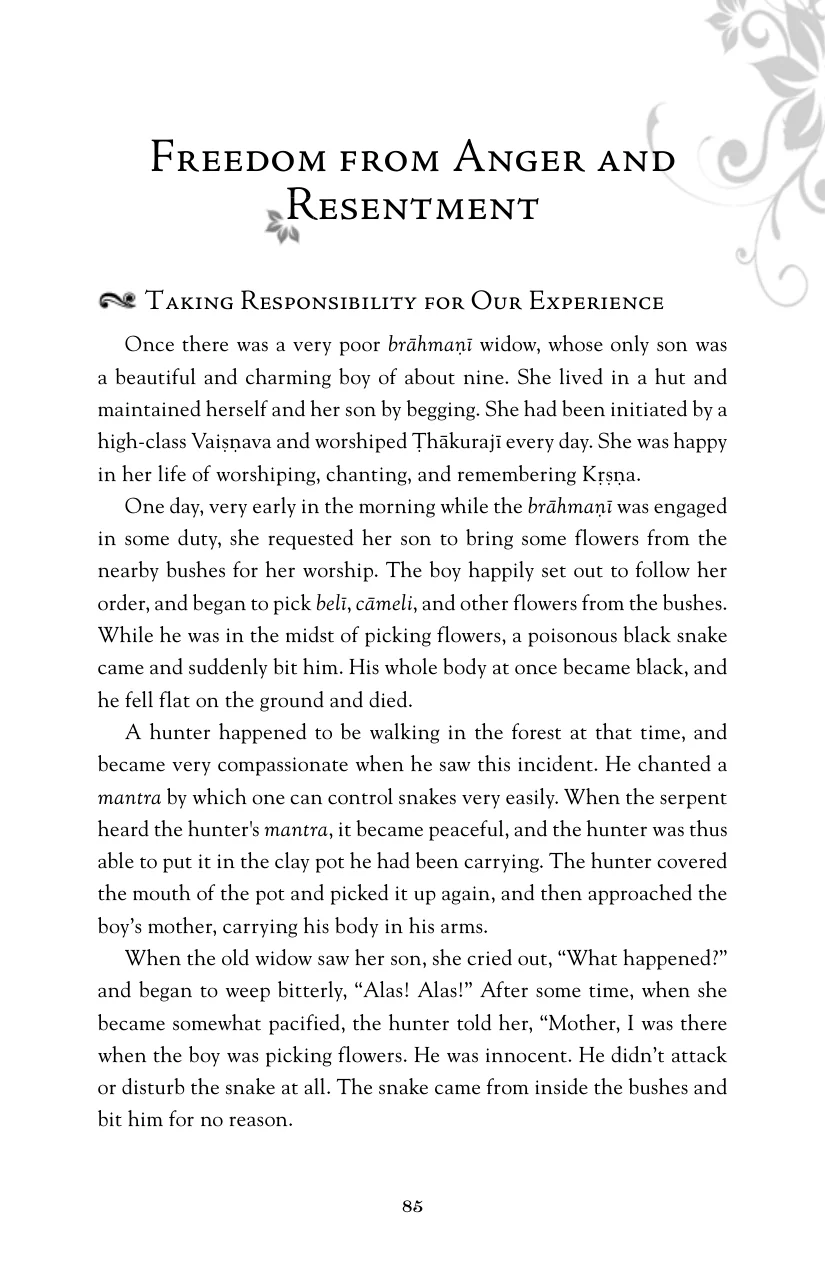 Freedom from Anger and
Resentment
Taking Responsibility for Our Experience
Once there was a very poor brāhmaṇī widow, whose only son was
a beautiful and charming boy of about nine. She lived in a hut and
maintained herself and her son by begging. She had been initiated by a
high-class Vaiṣṇava and worshiped Ṭhākurajī every day. She was happy
in her life of worshiping, chanting, and remembering Kṛṣṇa.
One day, very early in the morning while the brāhmaṇī was engaged
in some duty, she requested her son to bring some flowers from the
nearby bushes for her worship. The boy happily set out to follow her
order, and began to pick belī, cāmeli, and other flowers from the bushes.
While he was in the midst of picking flowers, a poisonous black snake
came and suddenly bit him. His whole body at once became black, and
he fell flat on the ground and died.
A hunter happened to be walking in the forest at that time, and
became very compassionate when he saw this incident. He chanted a
mantra by which one can control snakes very easily. When the serpent
heard the hunter's mantra, it became peaceful, and the hunter was thus
able to put it in the clay pot he had been carrying. The hunter covered
the mouth of the pot and picked it up again, and then approached the
boy’s mother, carrying his body in his arms.
When the old widow saw her son, she cried out, “What happened?”
and began to weep bitterly, “Alas! Alas!” After some time, when she
became somewhat pacified, the hunter told her, “Mother, I was there
when the boy was picking flowers. He was innocent. He didn’t attack
or disturb the snake at all. The snake came from inside the bushes and
bit him for no reason.
85